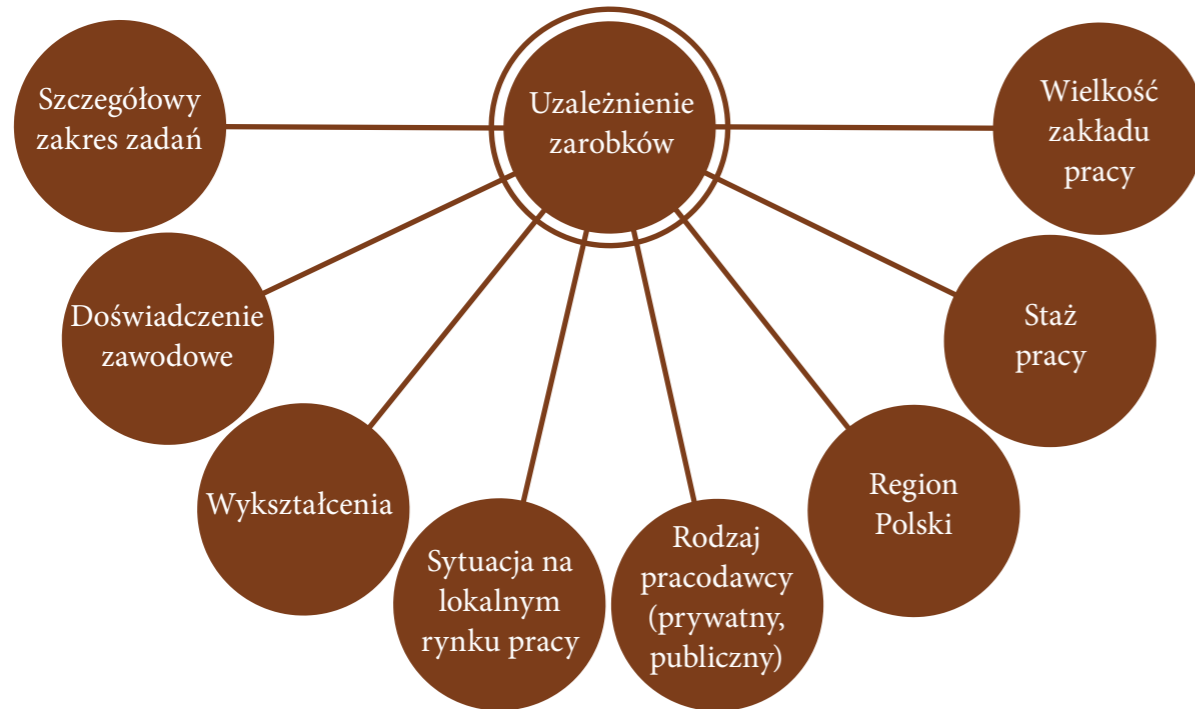 Uzależnienie
zarobków
Szczegółowy
zakres zadań
Doświadczenie
zawodowe
Wykształcenia
Sytuacja na
lokalnym
rynku pracy
Rodzaj
pracodawcy
(prywatny,
publiczny)
Region
Polski
Staż
pracy
Wielkość
zakładu
pracy